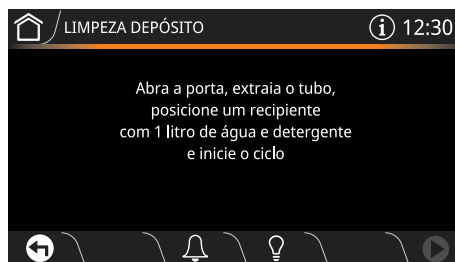 LIMPEZA DEPÓSITO
i 12:30
Abra a porta, extraia o tubo,
posicione um recipiente
com 1 litro de água e detergente
e inicie o ciclo